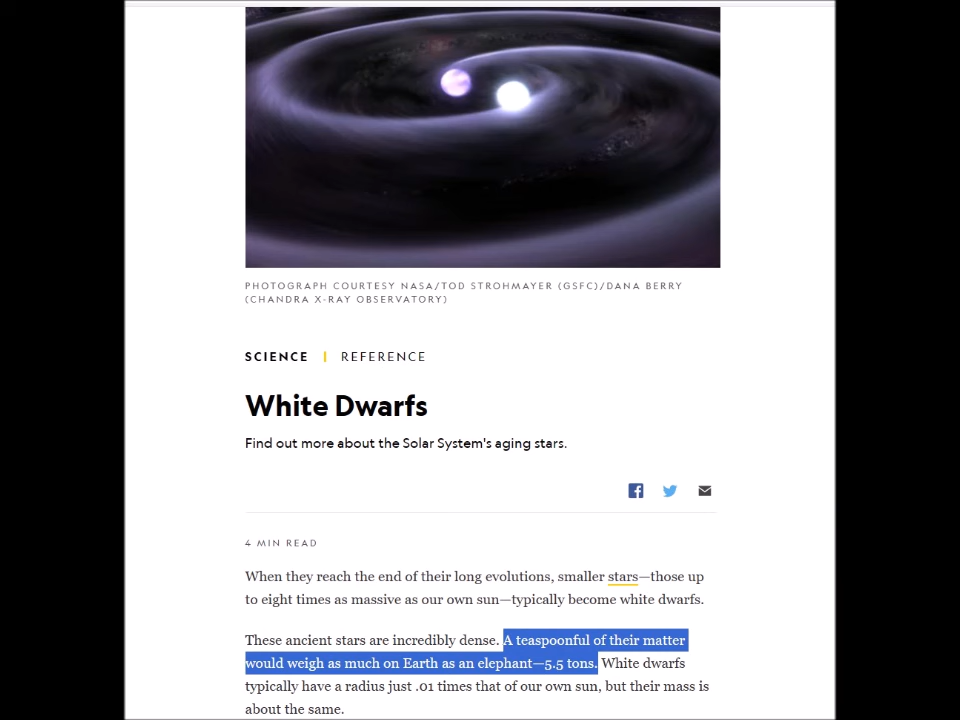 PHOTOGRAPH COURTESY NASA/TOD STROHMAYER (GSFC)/DANA BERRY
(CHANDRA X-RAY OBSERVATORY)
SCIENCE | REFERENCE
White Dwarfs
Find out more about the Solar System's aging stars.
4 MIN READ
When they reach the end of their long evolutions, smaller stars—those up
to eight times as massive as our own sun—typically become white dwarfs.
These ancient stars are incredibly dense. A teaspoonful of their matter
would weigh as much on Earth as an elephant—5.5 tons. White dwarfs
typically have a radius just .01 times that of our own sun, but their mass is
about the same.